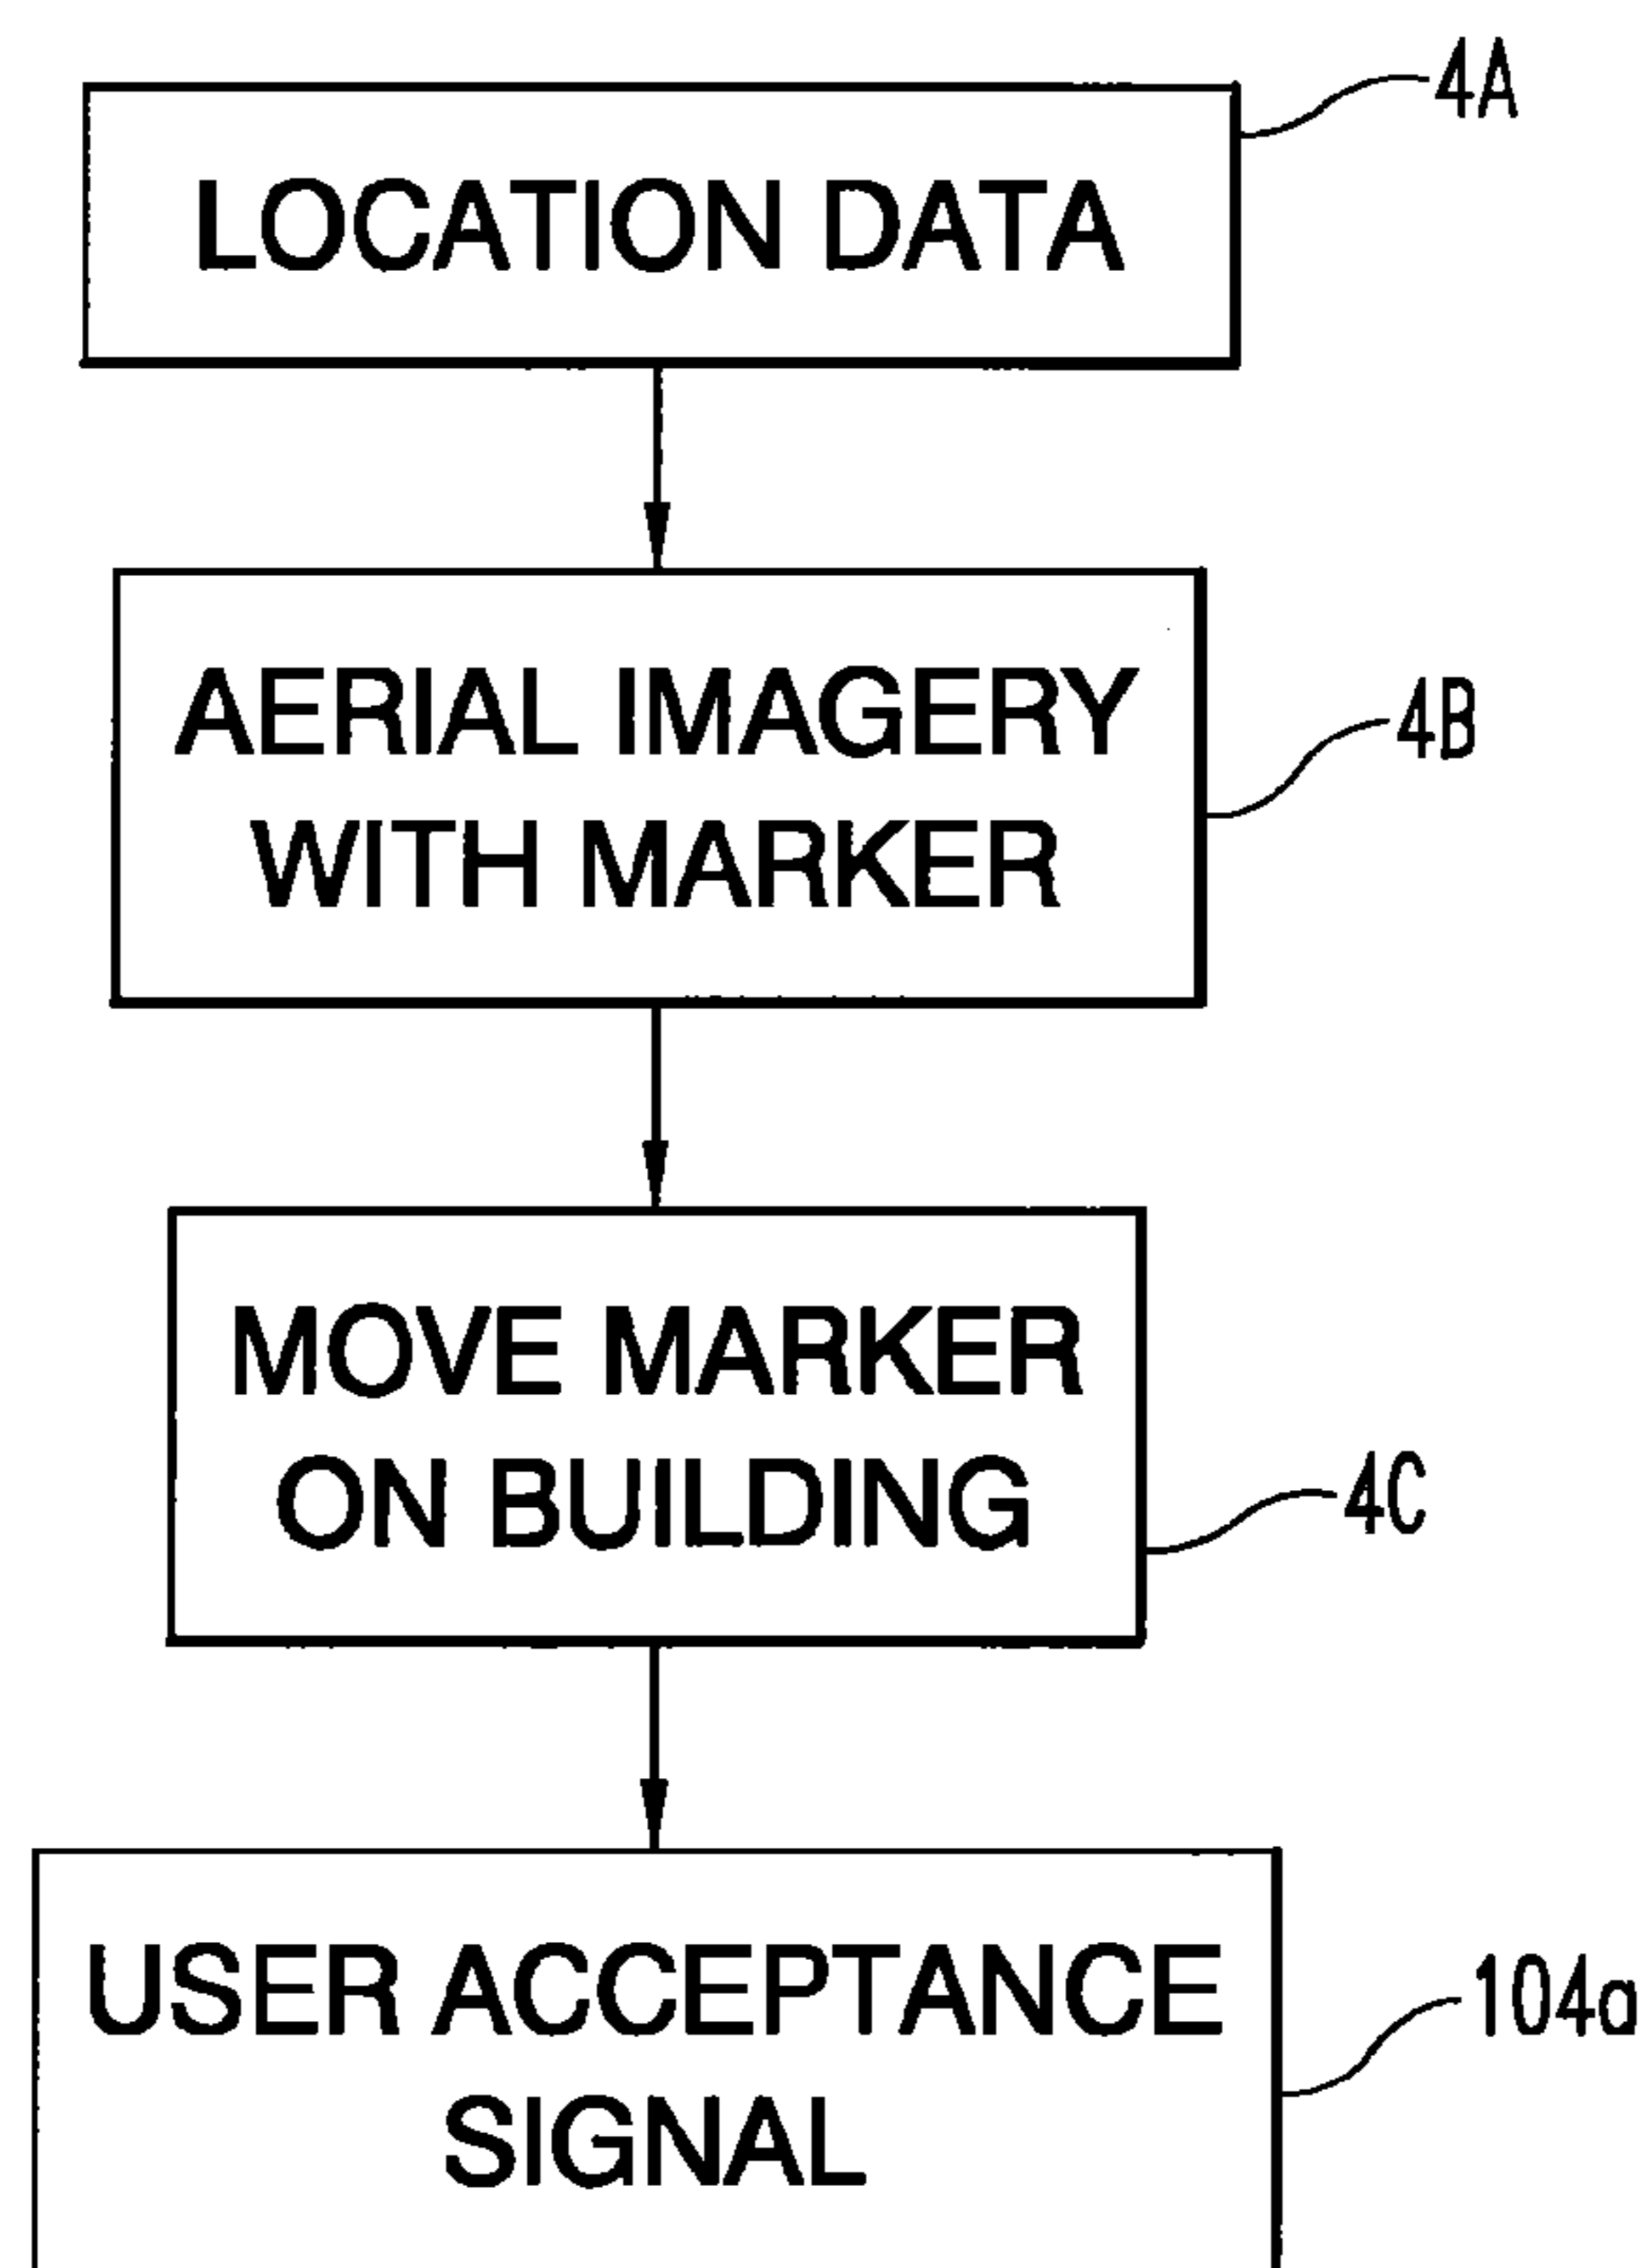 4A
LOCATION DATA
AERIAL IMAGERY
WITH MARKER
4B
MOVE MARKER
ON BUILDING
4C
USER ACCEPTANCE
SIGNAL
104a